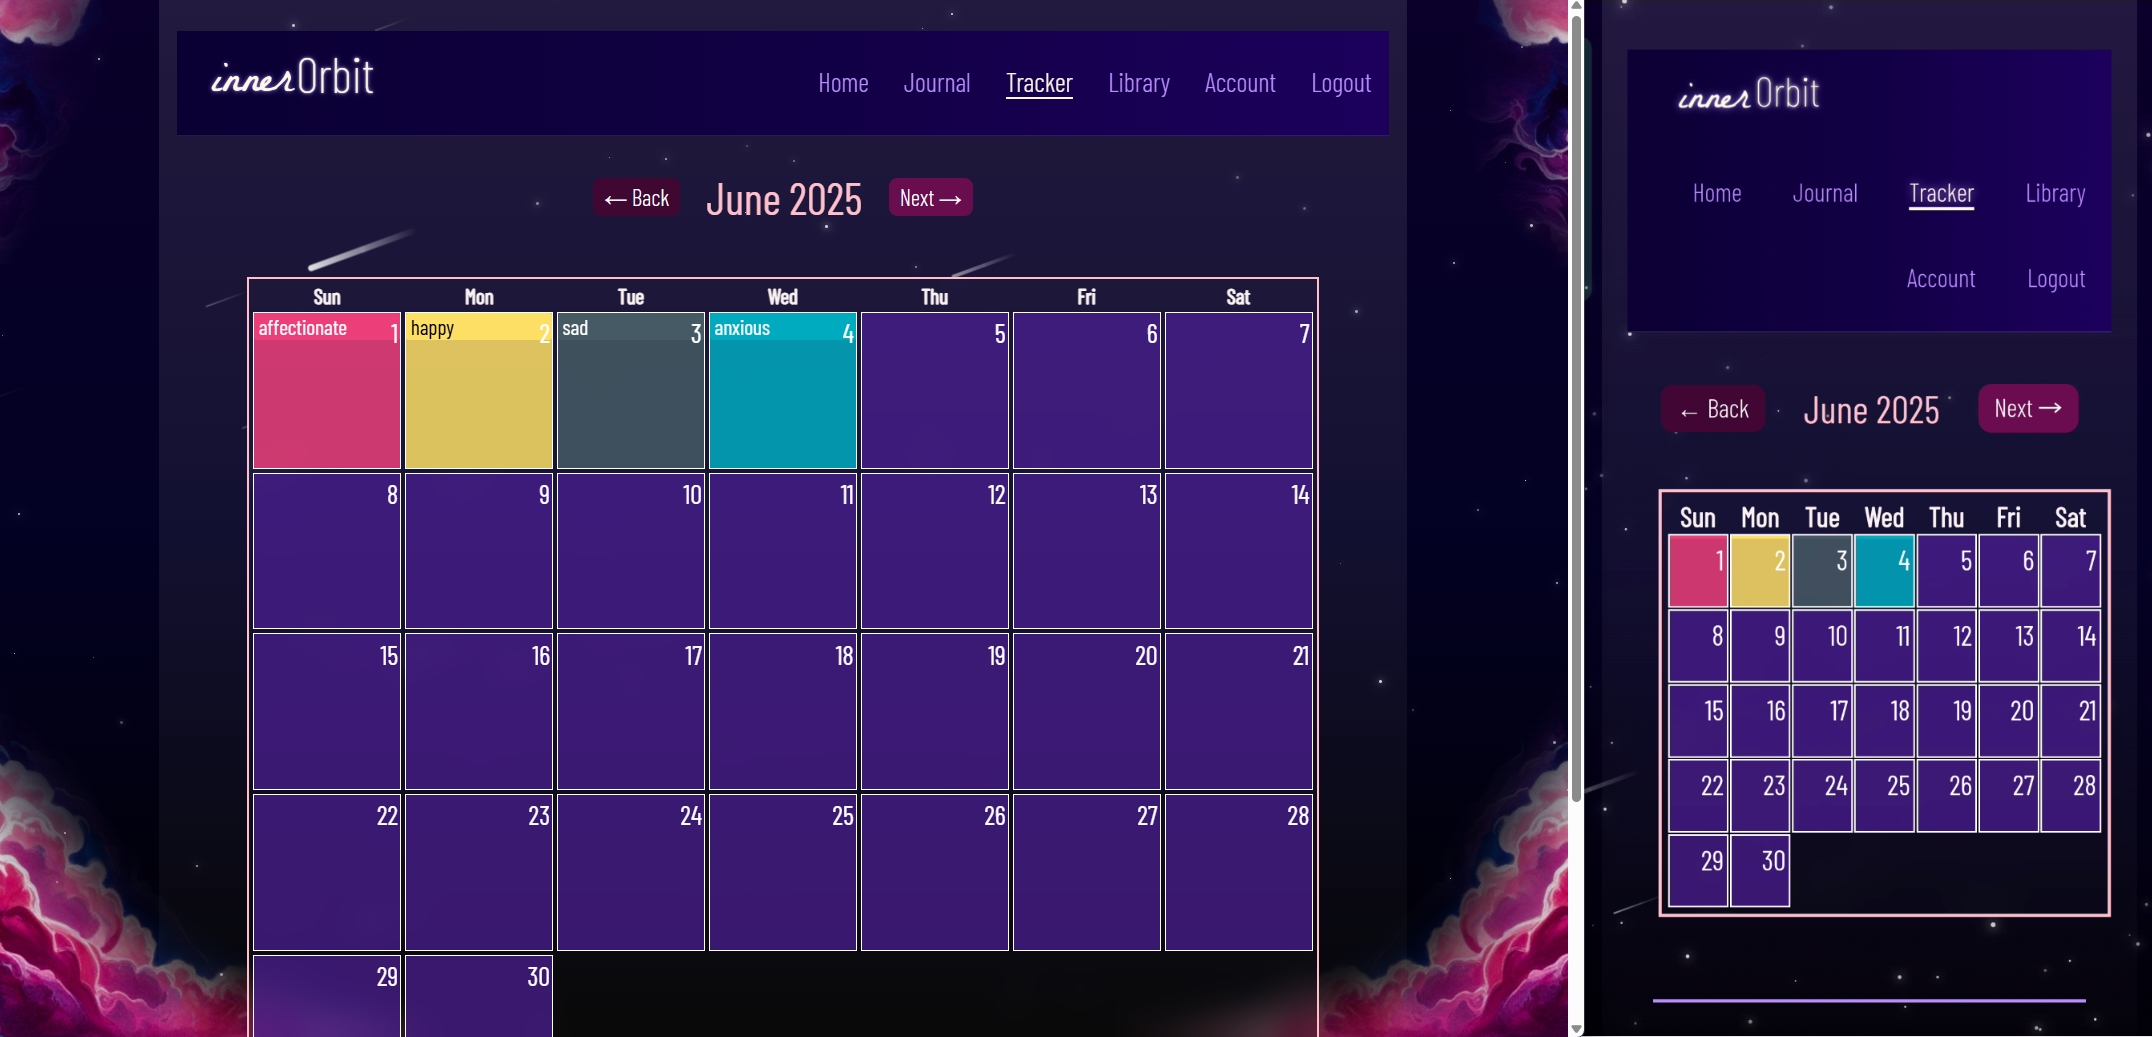 innerOrbit
Home Journal Tracker Library Account Logout
← Back June 2025 Next →
Sun Mon Tue Wed Thu Fri Sat
affectionate 1 happy 2 sad 3 anxious 4 5 6 7
8 9 10 11 12 13 14
15 16 17 18 19 20 21
22 23 24 25 26 27 28
29 30
innerOrbit
Home Journal Tracker Library
Account Logout
← Back June 2025 Next →
Sun Mon Tue Wed Thu Fri Sat
1 2 3 4 5 6 7
8 9 10 11 12 13 14
15 16 17 18 19 20 21
22 23 24 25 26 27 28
29 30